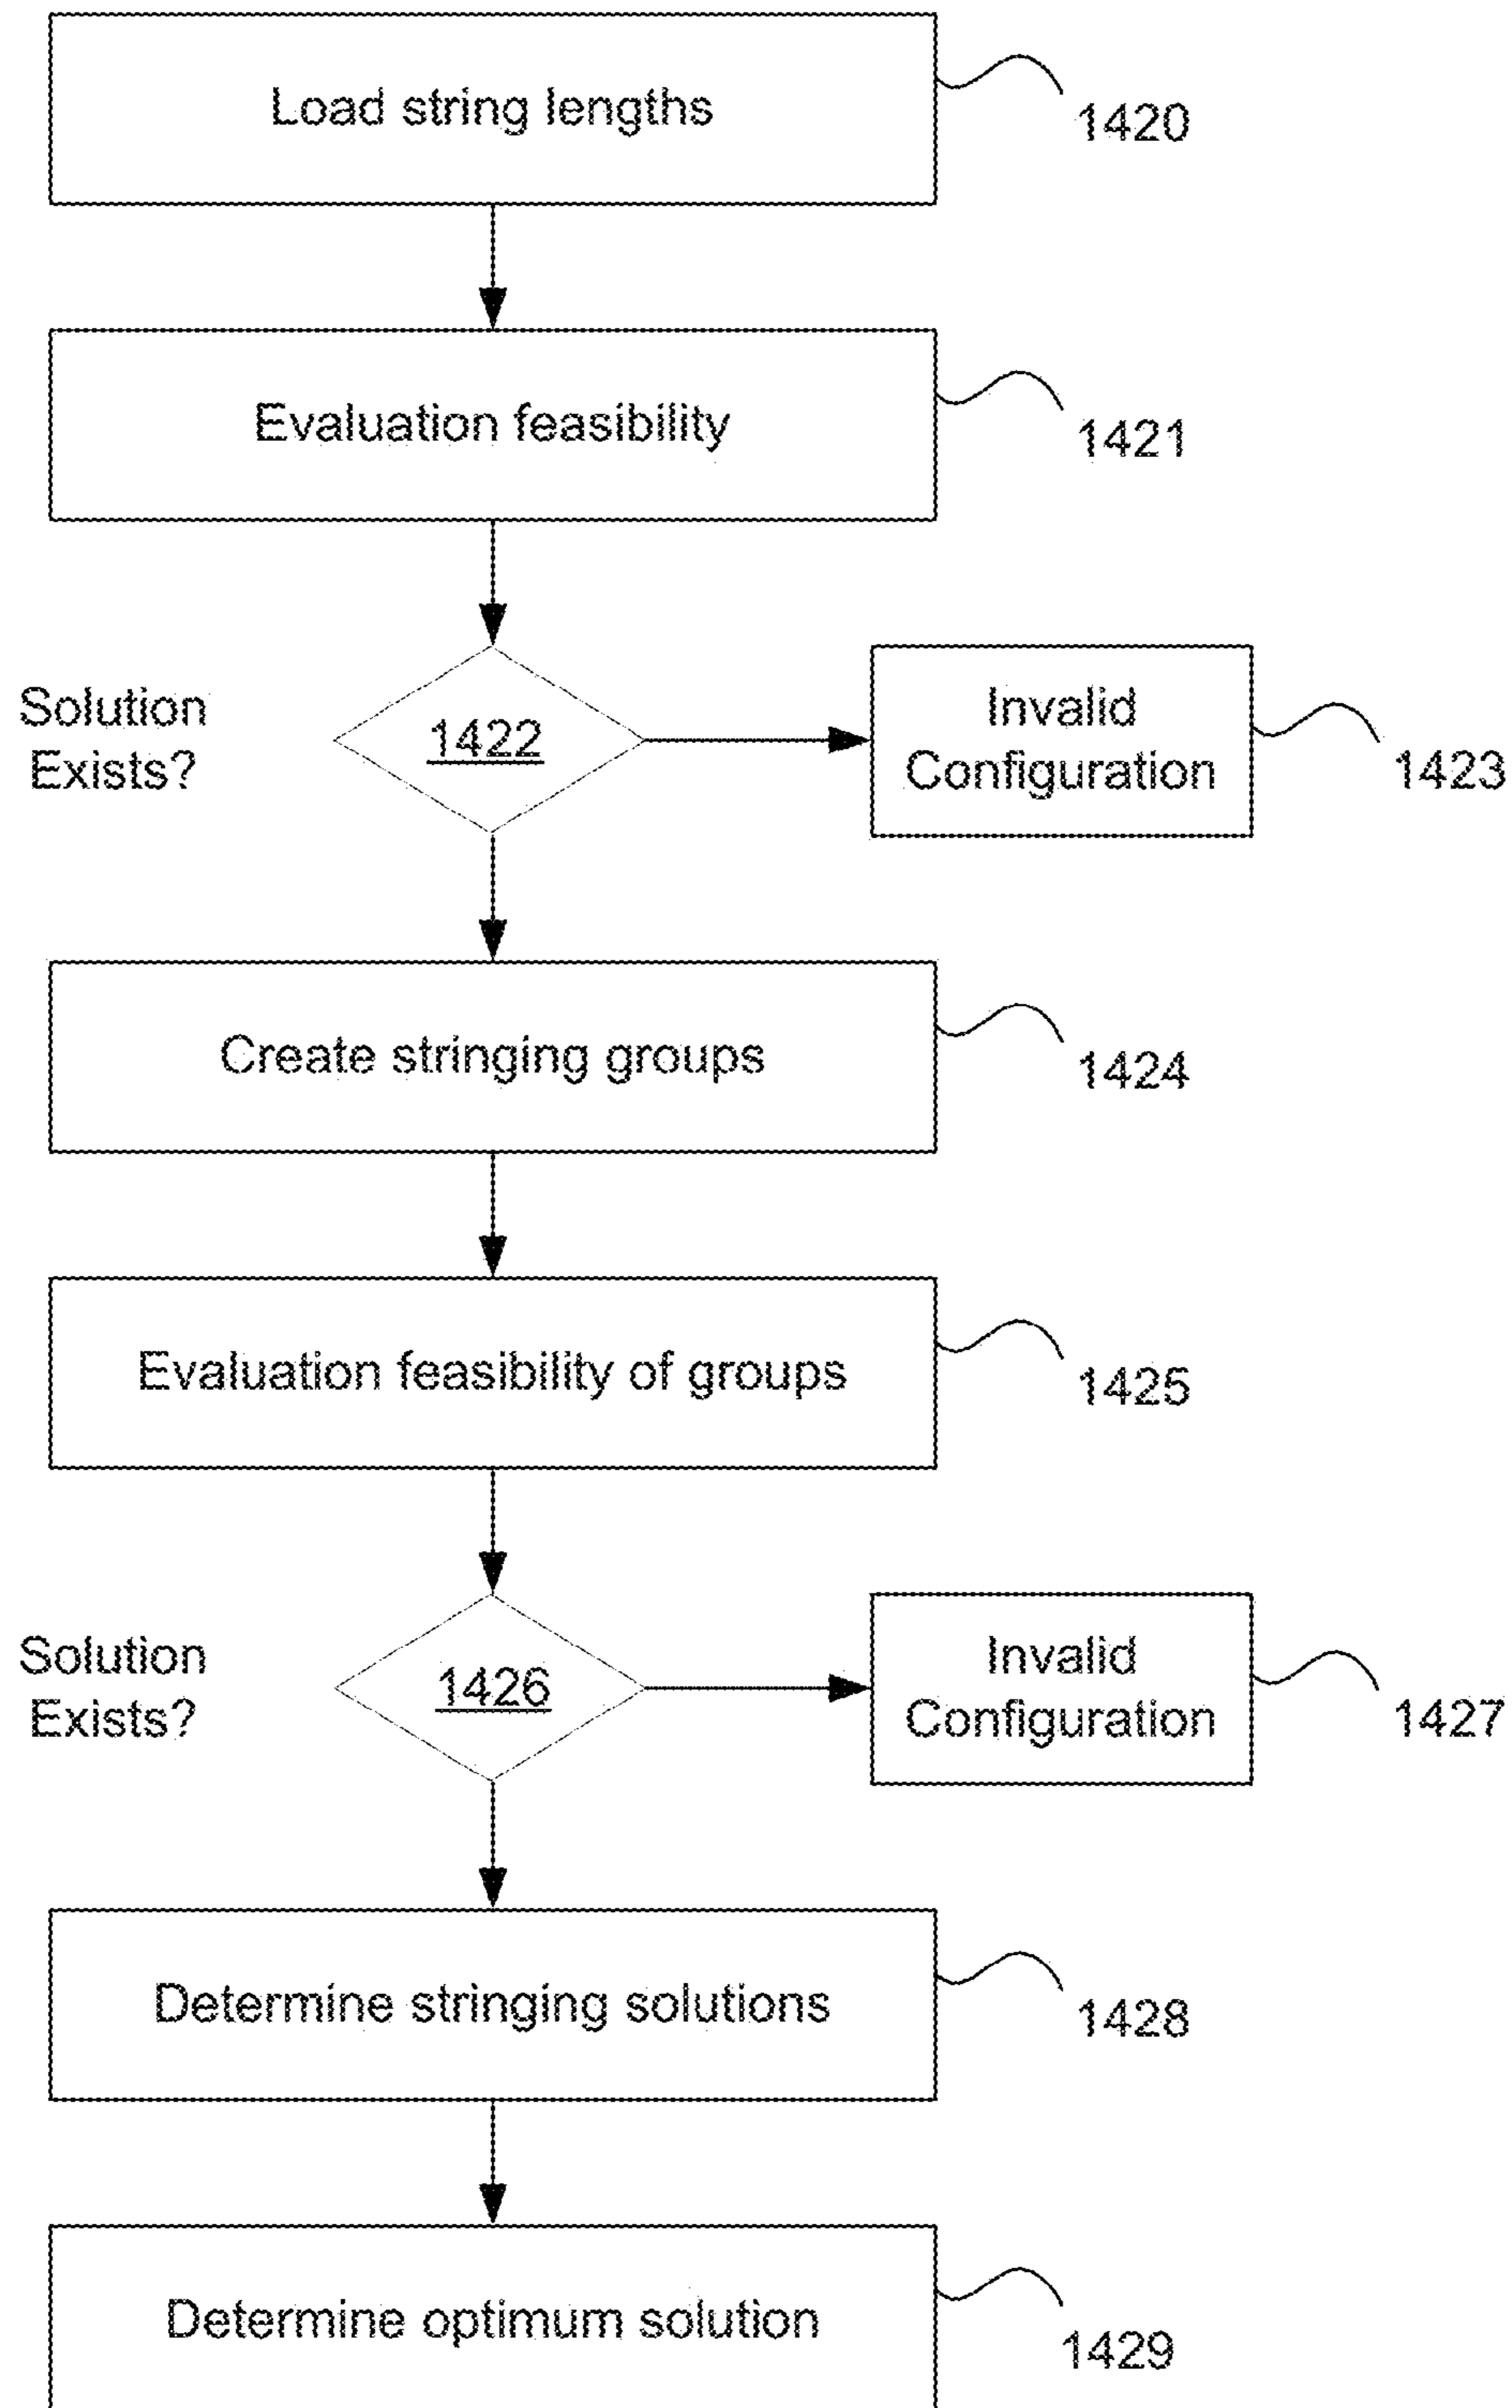 Load string lengths
1420
Evaluation feasibility
1421
Solution
Exists?
1422
Invalid
Configuration
1423
Create stringing groups
1424
Evaluation feasibility of groups
1425
Solution
Exists?
1426
Invalid
Configuration
1427
Determine stringing solutions
1428
Determine optimum solution
1429